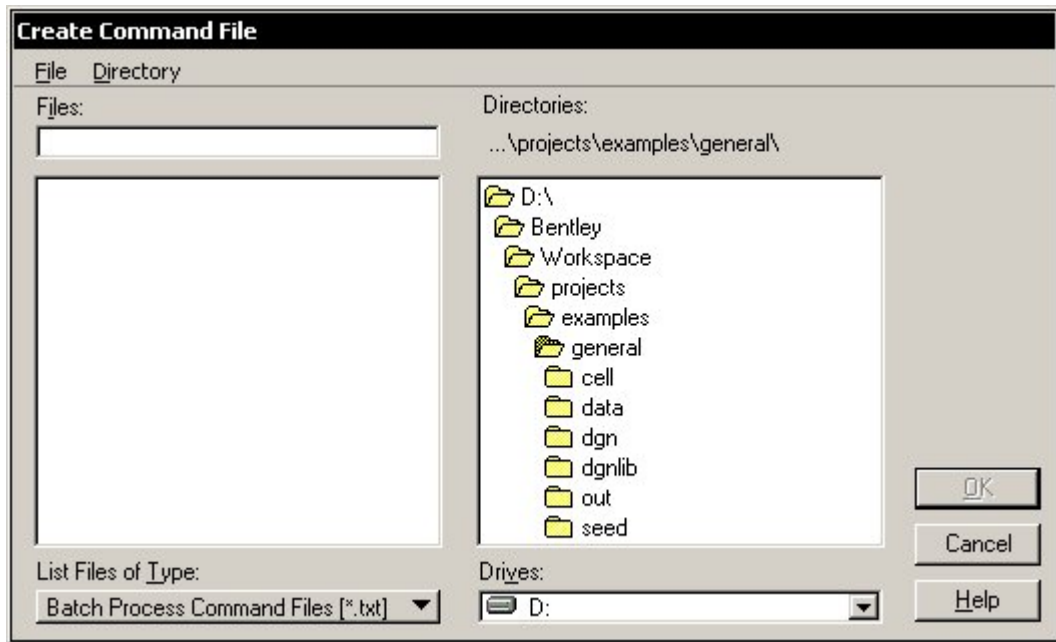 Create Command File
File Directory
Files:
Directories:
...\projects\examples\general\
D:\
Bentley
Workspace
projects
examples
general
cell
data
dgn
dgnlib
out
seed
OK
Cancel
Help
List Files of Type:
Batch Process Command Files [*.txt]
Drives:
D: